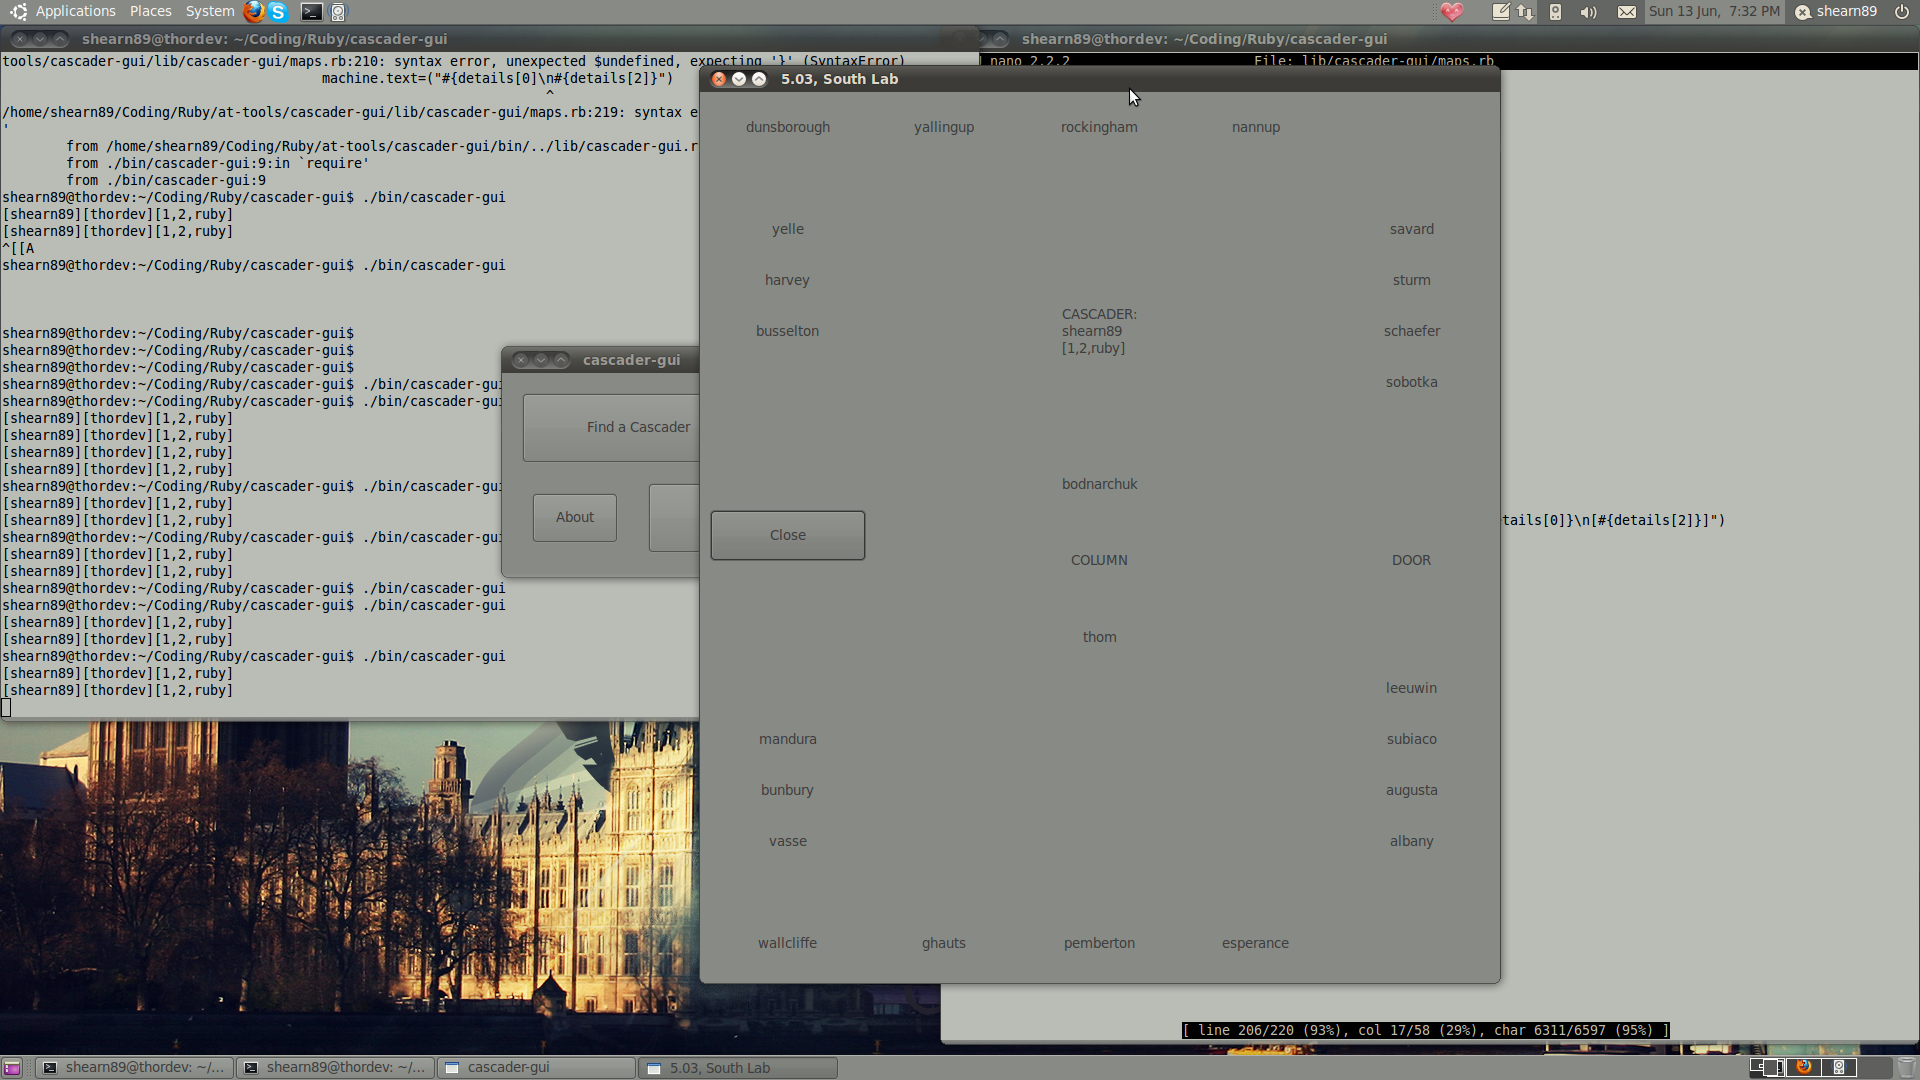 Applications Places System
Sun 13 Jun, 7:32 PM shearn89
shearn89@thordev: ~/Coding/Ruby/cascader-gui
tools/cascader-gui/lib/cascader-gui/maps.rb:210: syntax error, unexpected $undefined, expecting '}' (SyntaxError)
machine.text=("#{details[0]\n#{details[2]}")
^
/home/shearn89/Coding/Ruby/at-tools/cascader-gui/lib/cascader-gui/maps.rb:219: syntax e
'
from /home/shearn89/Coding/Ruby/at-tools/cascader-gui/bin/../lib/cascader-gui.r
from ./bin/cascader-gui:9:in `require'
from ./bin/cascader-gui:9
shearn89@thordev:~/Coding/Ruby/cascader-gui$ ./bin/cascader-gui
[shearn89][thordev][1,2,ruby]
[shearn89][thordev][1,2,ruby]
^[[A
shearn89@thordev:~/Coding/Ruby/cascader-gui$ ./bin/cascader-gui
shearn89@thordev:~/Coding/Ruby/cascader-gui$
shearn89@thordev:~/Coding/Ruby/cascader-gui$
shearn89@thordev:~/Coding/Ruby/cascader-gui$
shearn89@thordev:~/Coding/Ruby/cascader-gui$ ./bin/cascader-gui
shearn89@thordev:~/Coding/Ruby/cascader-gui$ ./bin/cascader-gui
[shearn89][thordev][1,2,ruby]
[shearn89][thordev][1,2,ruby]
[shearn89][thordev][1,2,ruby]
[shearn89][thordev][1,2,ruby]
shearn89@thordev:~/Coding/Ruby/cascader-gui$ ./bin/cascader-gui
[shearn89][thordev][1,2,ruby]
[shearn89][thordev][1,2,ruby]
shearn89@thordev:~/Coding/Ruby/cascader-gui$ ./bin/cascader-gui
[shearn89][thordev][1,2,ruby]
[shearn89][thordev][1,2,ruby]
shearn89@thordev:~/Coding/Ruby/cascader-gui$ ./bin/cascader-gui
shearn89@thordev:~/Coding/Ruby/cascader-gui$ ./bin/cascader-gui
[shearn89][thordev][1,2,ruby]
[shearn89][thordev][1,2,ruby]
shearn89@thordev:~/Coding/Ruby/cascader-gui$ ./bin/cascader-gui
[shearn89][thordev][1,2,ruby]
[shearn89][thordev][1,2,ruby]
cascader-gui
Find a Cascader
About
shearn89@thordev: ~/Coding/Ruby/cascader-gui
nano 2.2.2 File: lib/cascader-gui/maps.rb
tails[0]}\n[#{details[2]}]")
[ line 206/220 (93%), col 17/58 (29%), char 6311/6597 (95%) ]
5.03, South Lab
dunsborough yallingup rockingham nannup
yelle savard
harvey sturm
CASCADER:
busselton shearn89 schaefer
[1,2,ruby]
sobotka
bodnarchuk
Close
COLUMN DOOR
thom
leeuwin
mandura subiaco
bunbury augusta
vasse albany
wallcliffe ghauts pemberton esperance
shearn89@thordev: ~/... shearn89@thordev: ~/... cascader-gui 5.03, South Lab